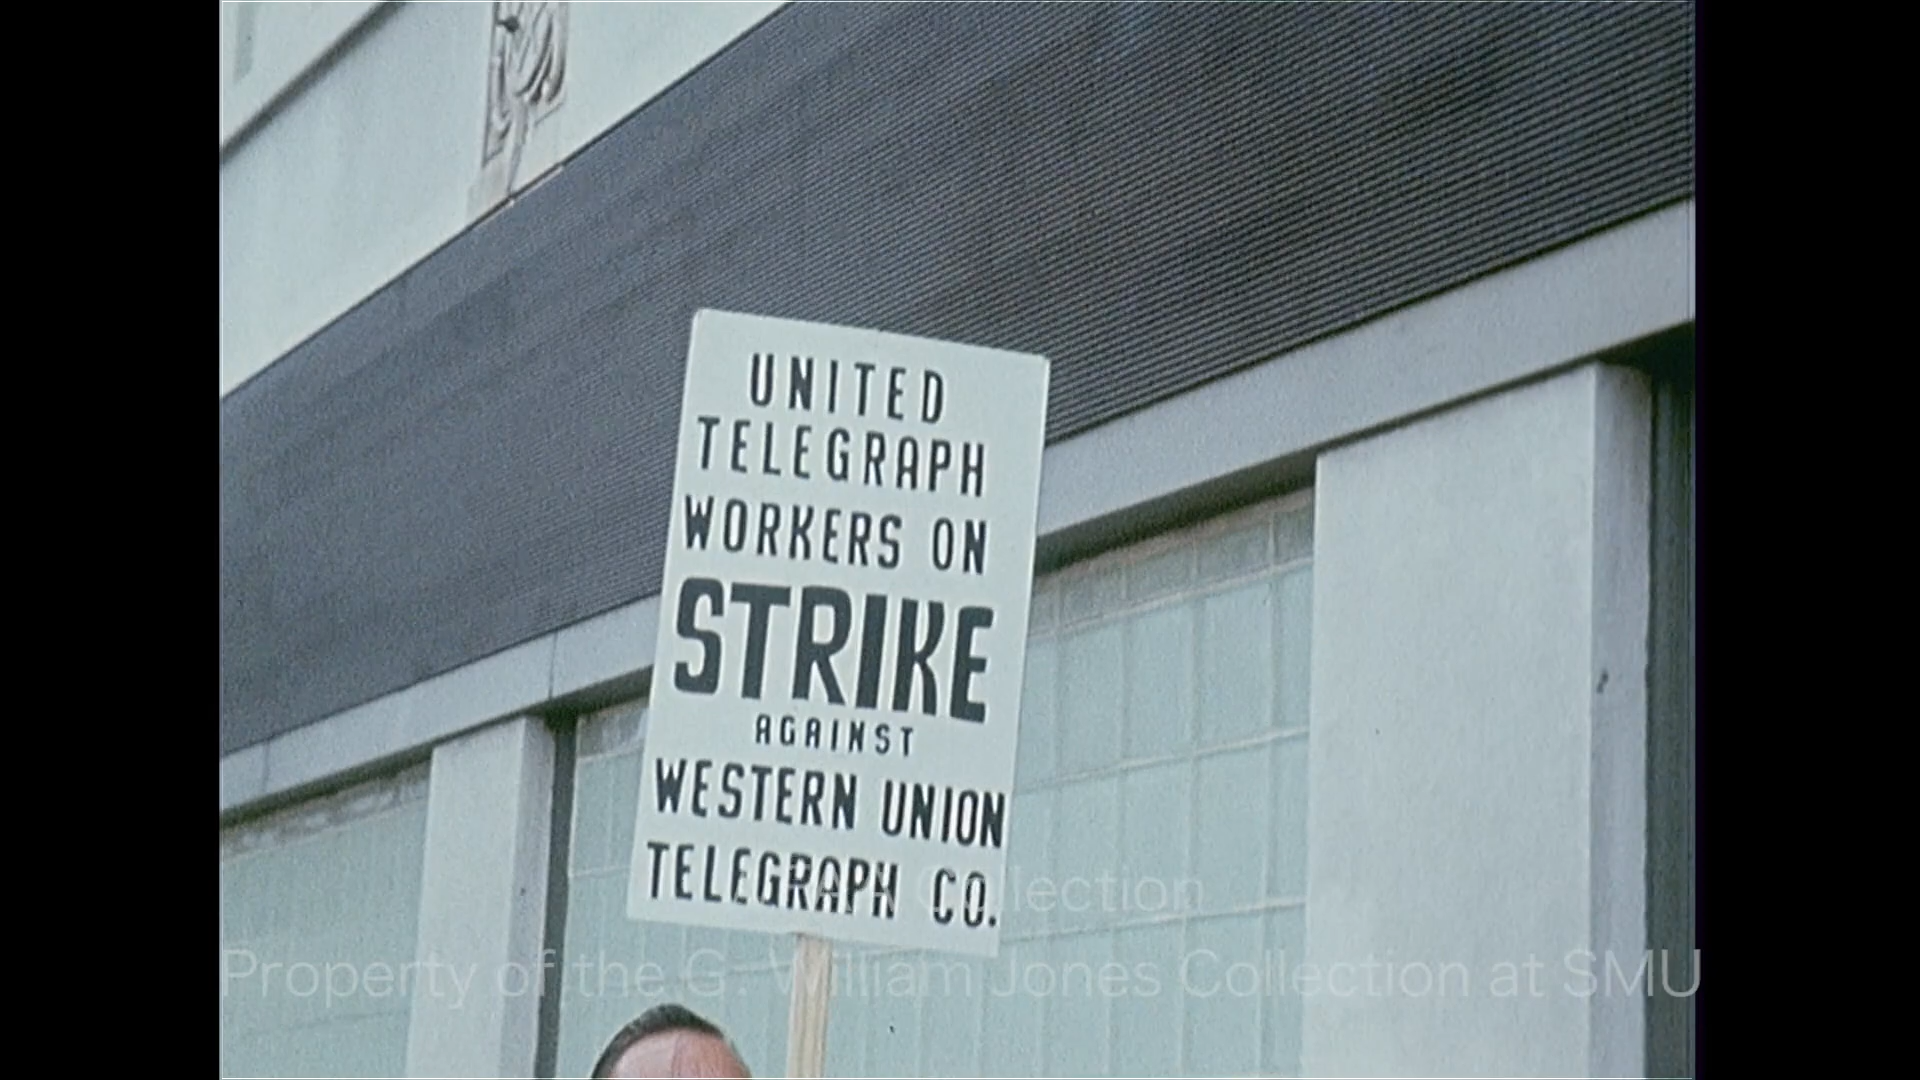 UNITED
TELEGRAPH
WORKERS ON
STRIKE
AGAINST
WESTERN UNION
TELEGRAPH CO.
Collection
Property of the G. William Jones Collection at SMU